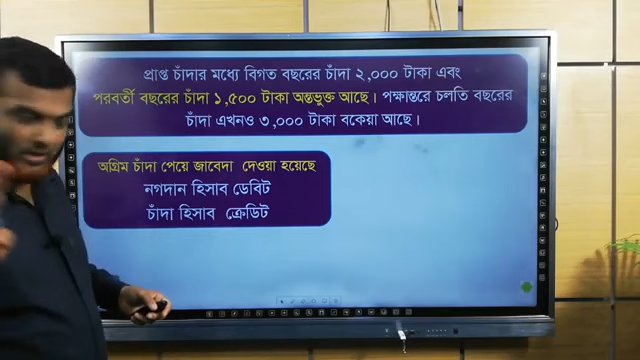 প্রাপ্ত চাঁদার মধ্যে বিগত বছরের চাঁদা ২,০০০ টাকা এবং
পরবর্তী বছরের চাঁদা ১,৫০০ টাকা অন্তভুক্ত আছে। পক্ষান্তরে চলতি বছরের
চাঁদা এখনও ৩,০০০ টাকা বকেয়া আছে।
অগ্রিম চাঁদা পেয়ে জাবেদা দেওয়া হয়েছে
নগদান হিসাব ডেবিট
চাঁদা হিসাব ক্রেডিট